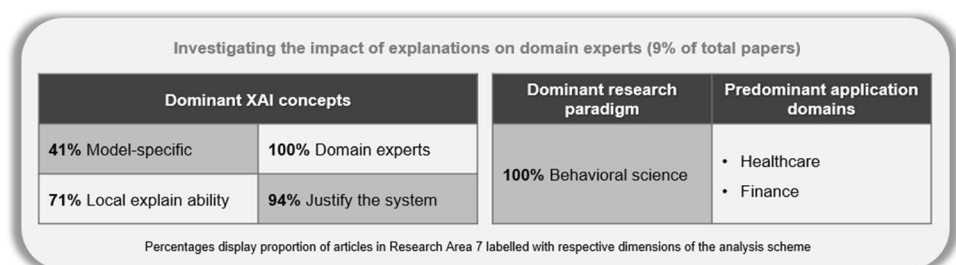 Investigating the impact of explanations on domain experts (9% of total papers)
Dominant XAI concepts
41% Model-specific
100% Domain experts
71% Local explain ability
94% Justify the system
Dominant research
paradigm
100% Behavioral science
Predominant application
domains
• Healthcare
• Finance
Percentages display proportion of articles in Research Area 7 labelled with respective dimensions of the analysis scheme